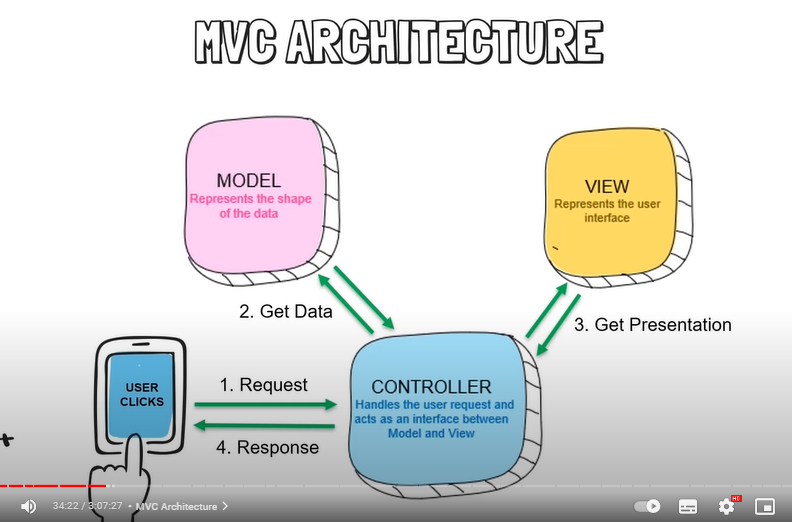 MVC ARCHITECTURE
MODEL
Represents the shape
of the data
VIEW
Represents the user
interface
2. Get Data
3. Get Presentation
USER
CLICKS
1. Request
4. Response
CONTROLLER
Handles the user request and
acts as an interface between
Model and View
34:22 / 3:07:27 • MVC Architecture
HD